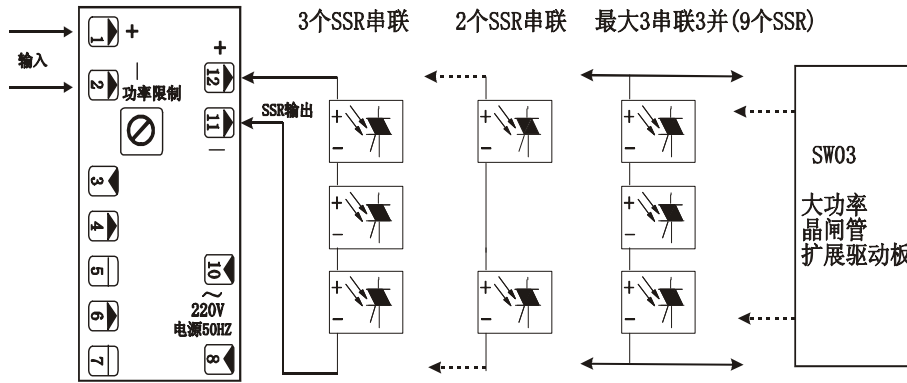 3个SSR串联
2个SSR串联
最大3串联3并(9个SSR)
输入
1 +
2 —
功率限制
+
12
11
—
SSR输出
3
4
5
6
7
10
~
220V
电源50HZ
8
+
−
+
−
+
−
+
−
+
−
+
−
+
−
+
−
SW03
大功率
晶闸管
扩展驱动板